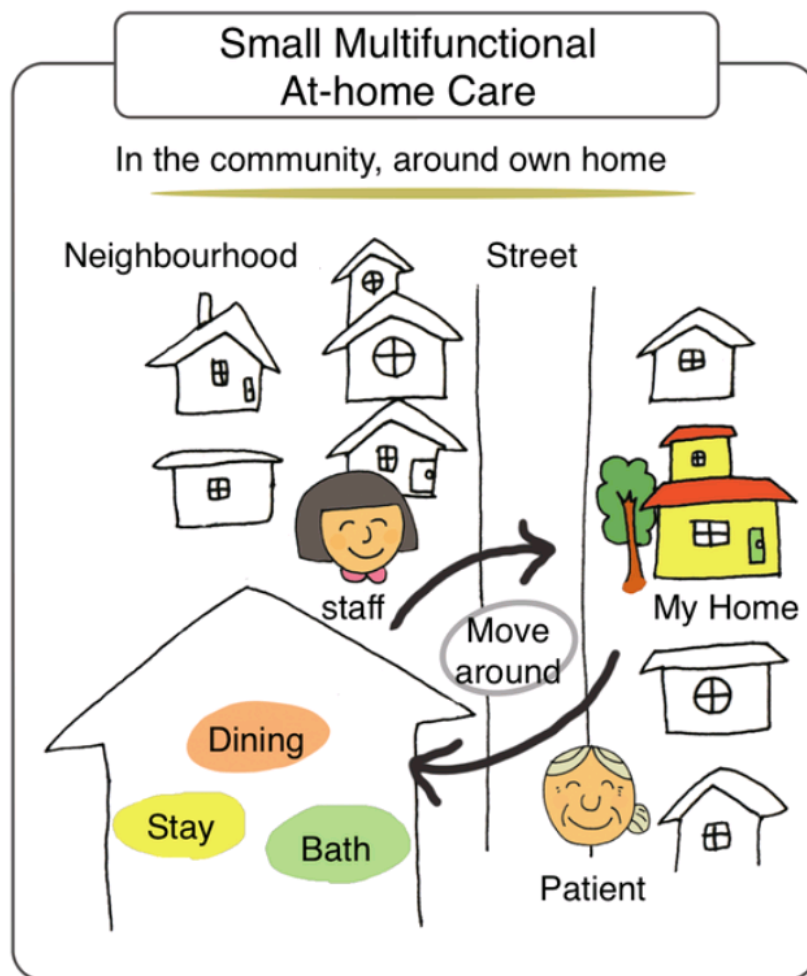 Small Multifunctional
At-home Care
In the community, around own home
Neighbourhood
Street
staff
My Home
Move
around
Dining
Stay
Bath
Patient